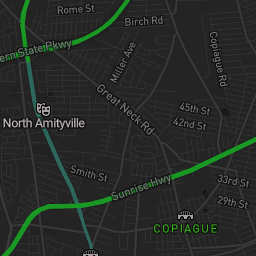 Rome St
Birch Rd
ern State Pkwy
Miller Ave
Copiague Rd
Great Neck Rd
45th St
42nd St
North Amityville
Smith St
Sunrise Hwy
33rd St
29th St
COPIAGUE